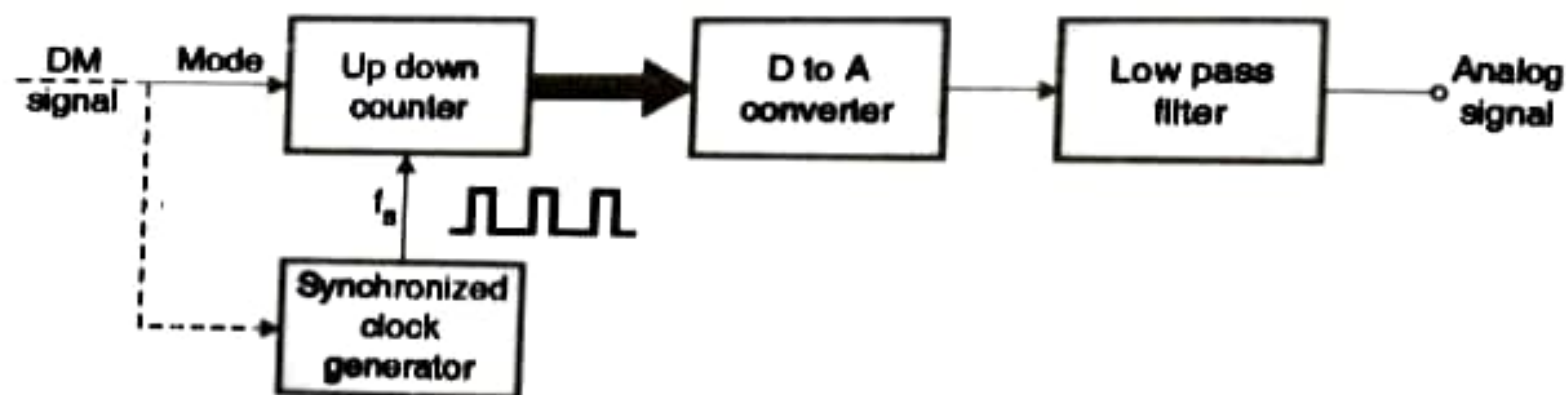 DM
signal
Mode
Up down
counter
D to A
converter
Low pass
filter
Analog
signal
fs
Synchronized
clock
generator